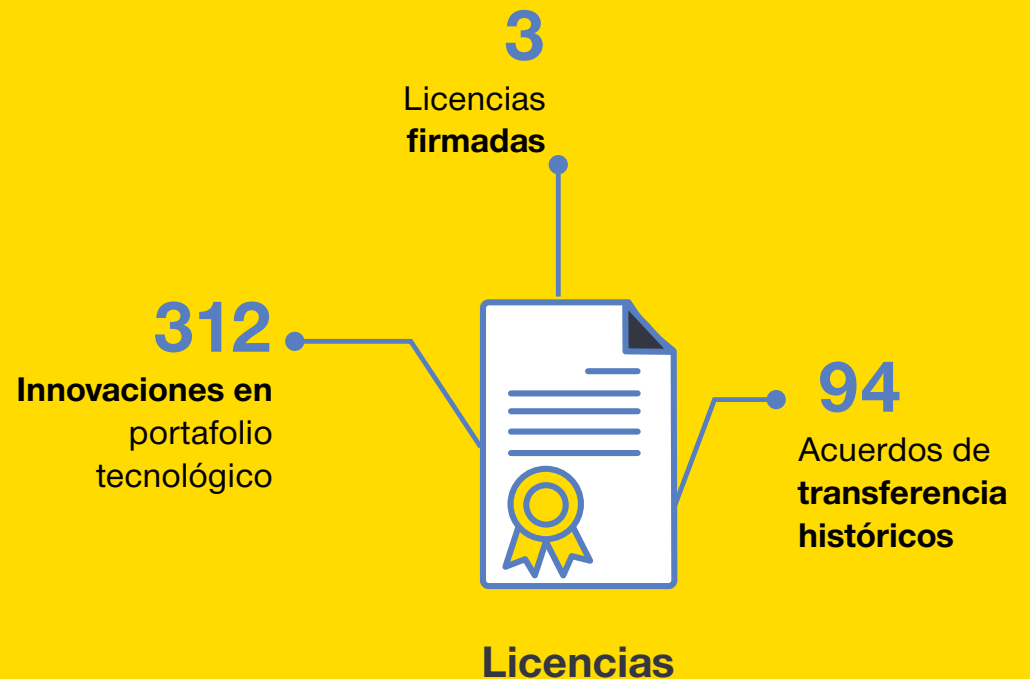 3
Licencias
firmadas
312
Innovaciones en
portafolio
tecnológico
94
Acuerdos de
transferencia
históricos
Licencias